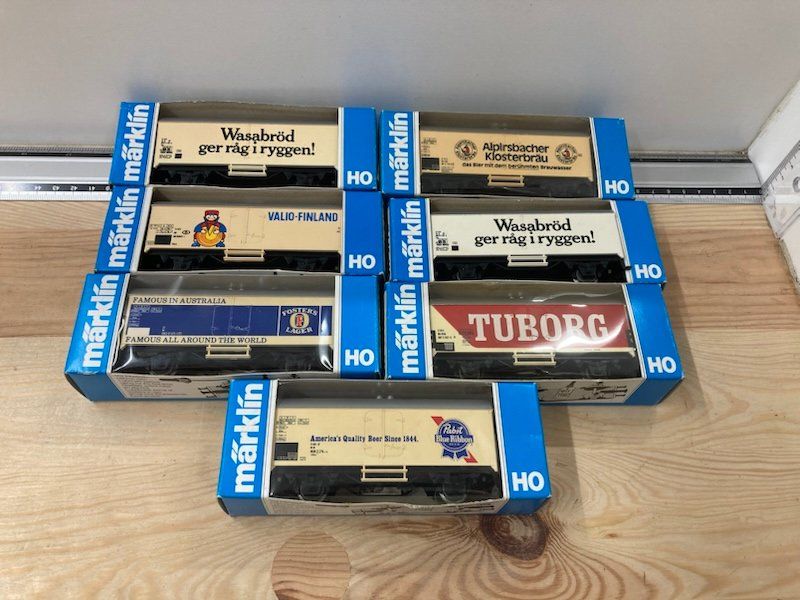 märklin
Wasabröd
ger råg i ryggen!
HO
märklin
Alpirsbacher
Klosterbräu
das Bier mit dem berühmten Brauwasser
HO
märklin
VALIO-FINLAND
HO
märklin
Wasabröd
ger råg i ryggen!
HO
märklin
FAMOUS IN AUSTRALIA
FOSTER'S
LAGER
FAMOUS ALL AROUND THE WORLD
HO
märklin
TUBORG
HO
märklin
America's Quality Beer Since 1844.
Pabst
Blue Ribbon
HO